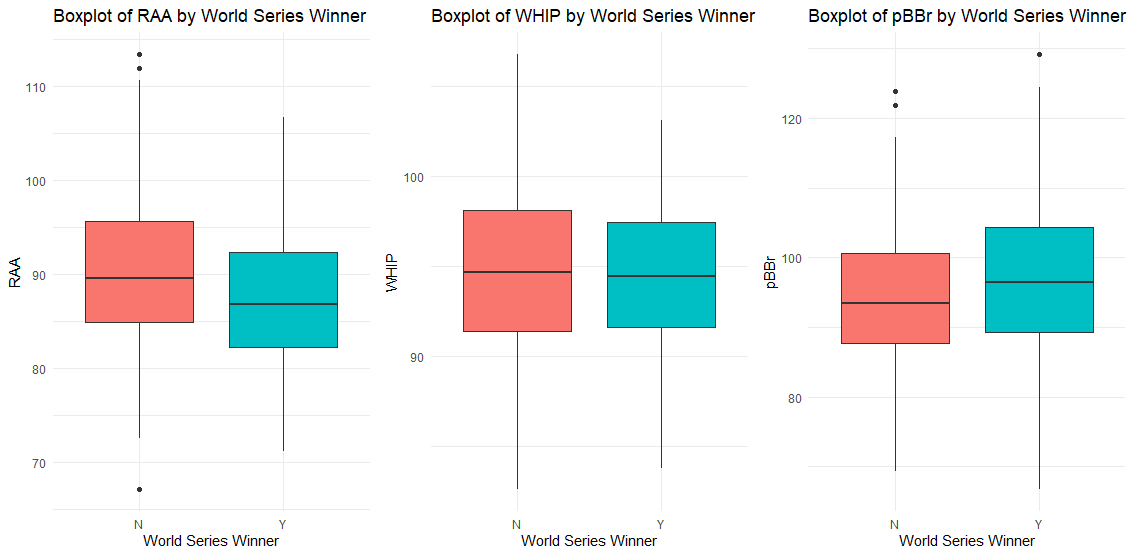 Boxplot of RAA by World Series Winner
RAA
110
100
90
80
70
N
Y
World Series Winner
Boxplot of WHIP by World Series Winner
WHIP
100
90
N
Y
World Series Winner
Boxplot of pBBr by World Series Winner
pBBr
120
100
80
N
Y
World Series Winner